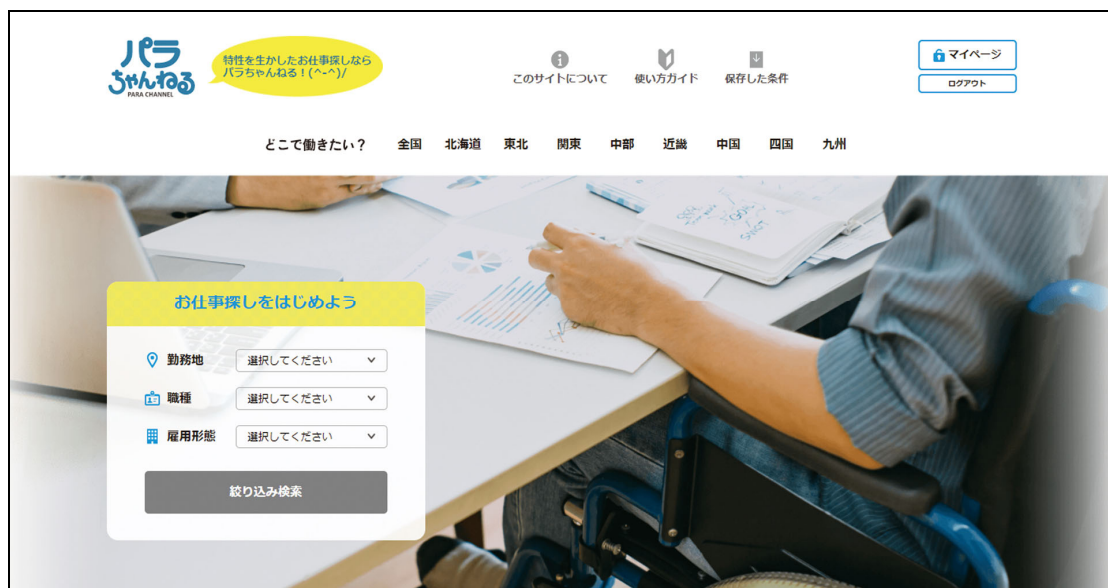 パラ
ちゃんねる
PARA CHANNEL
特性を生かしたお仕事探しなら
パラちゃんねる!(^-^)/
このサイトについて
使い方ガイド
保存した条件
マイページ
ログアウト
どこで働きたい? 全国 北海道 東北 関東 中部 近畿 中国 四国 九州
お仕事探しをはじめよう
勤務地 選択してください
職種 選択してください
雇用形態 選択してください
絞り込み検索